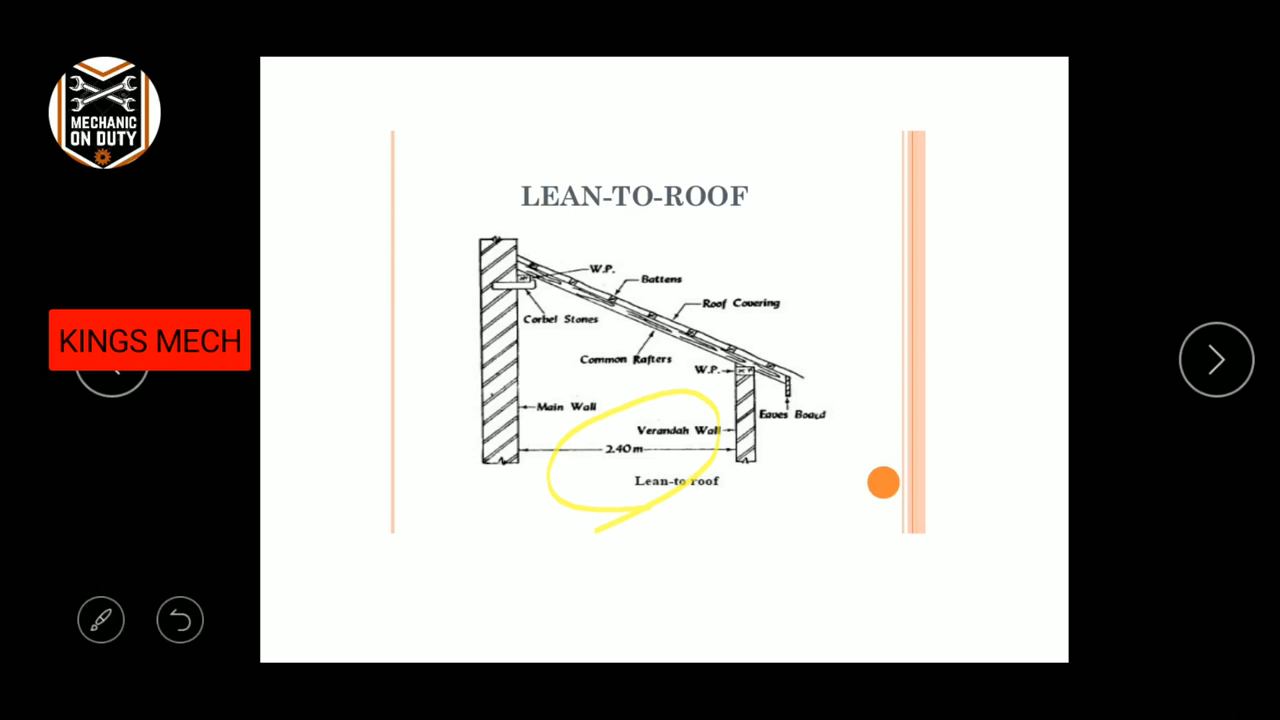 MECHANIC
ON DUTY
KINGS MECH
LEAN-TO-ROOF
W.P.
Battens
Roof Covering
Corbel Stones
Common Rafters
W.P.
Main Wall
Eaves Board
Verandah Wall
2.40m
Lean-to roof